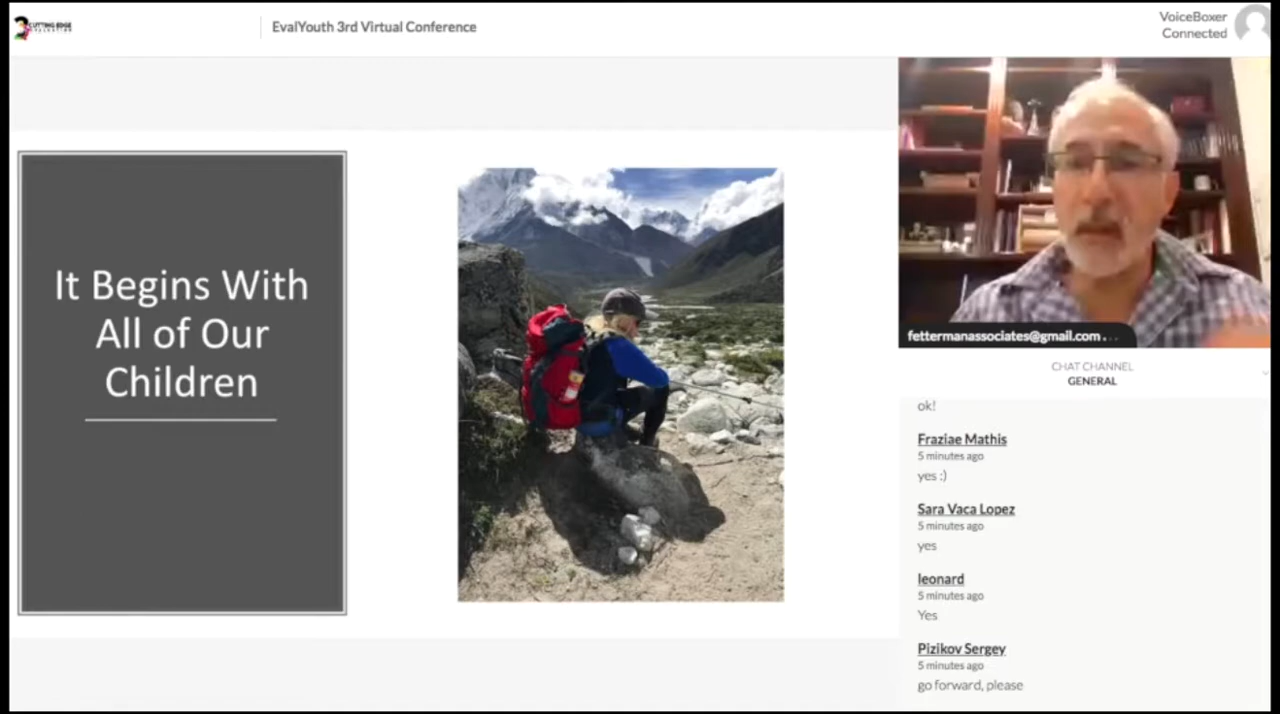 CUTTING EDGE
EvalYouth 3rd Virtual Conference
VoiceBoxer
Connected
It Begins With
All of Our
Children
fettermanassociates@gmail.com . . .
CHAT CHANNEL
GENERAL
ok!
Fraziae Mathis
5 minutes ago
yes :)
Sara Vaca Lopez
5 minutes ago
yes
leonard
5 minutes ago
Yes
Pizikov Sergey
5 minutes ago
go forward, please